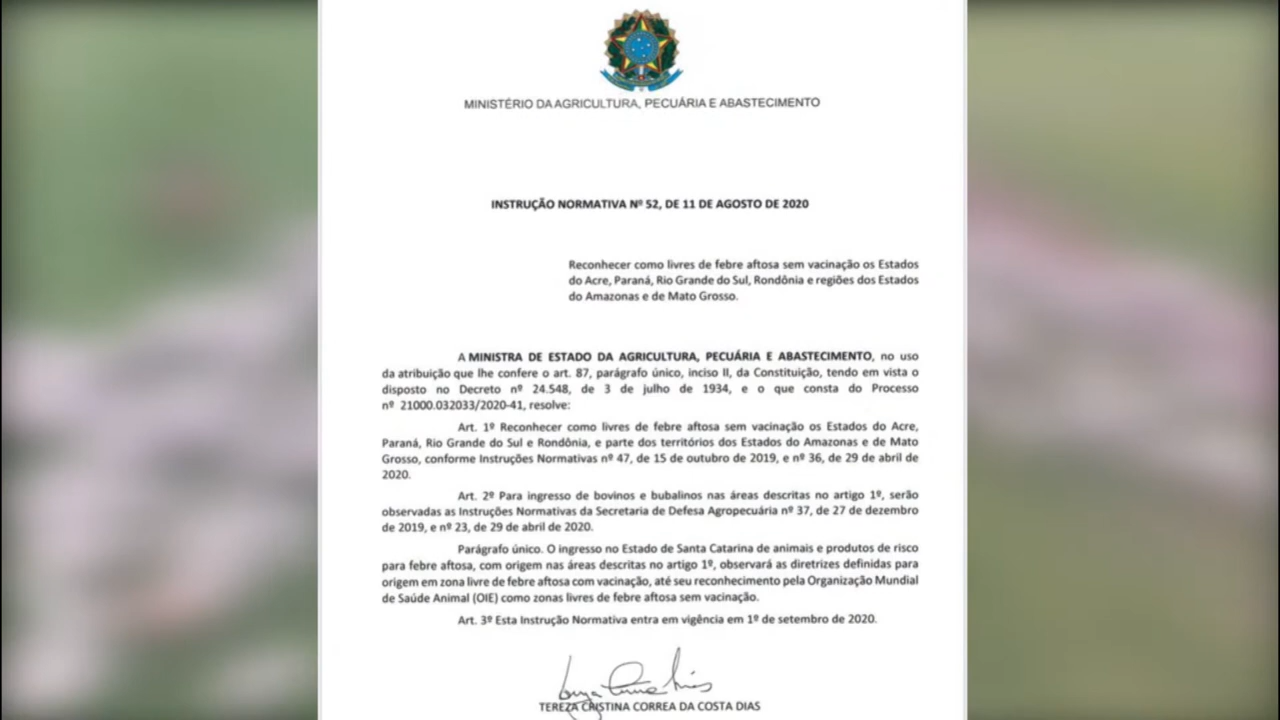 MINISTÉRIO DA AGRICULTURA, PECUÁRIA E ABASTECIMENTO
INSTRUÇÃO NORMATIVA Nº 52, DE 11 DE AGOSTO DE 2020
Reconhecer como livres de febre aftosa sem vacinação os Estados
do Acre, Paraná, Rio Grande do Sul, Rondônia e regiões dos Estados
do Amazonas e de Mato Grosso.
A MINISTRA DE ESTADO DA AGRICULTURA, PECUÁRIA E ABASTECIMENTO, no uso
da atribuição que lhe confere o art. 87, parágrafo único, inciso II, da Constituição, tendo em vista o
disposto no Decreto nº 24.548, de 3 de julho de 1934, e o que consta do Processo
nº 21000.032033/2020-41, resolve:
Art. 1º Reconhecer como livres de febre aftosa sem vacinação os Estados do Acre,
Paraná, Rio Grande do Sul e Rondônia, e parte dos territórios dos Estados do Amazonas e de Mato
Grosso, conforme Instruções Normativas nº 47, de 15 de outubro de 2019, e nº 36, de 29 de abril de
2020.
Art. 2º Para ingresso de bovinos e bubalinos nas áreas descritas no artigo 1º, serão
observadas as Instruções Normativas da Secretaria de Defesa Agropecuária nº 37, de 27 de dezembro
de 2019, e nº 23, de 29 de abril de 2020.
Parágrafo único. O ingresso no Estado de Santa Catarina de animais e produtos de risco
para febre aftosa, com origem nas áreas descritas no artigo 1º, observará as diretrizes definidas para
origem em zona livre de febre aftosa com vacinação, até seu reconhecimento pela Organização Mundial
de Saúde Animal (OIE) como zonas livres de febre aftosa sem vacinação.
Art. 3º Esta Instrução Normativa entra em vigência em 1º de setembro de 2020.
TEREZA CRISTINA CORREA DA COSTA DIAS